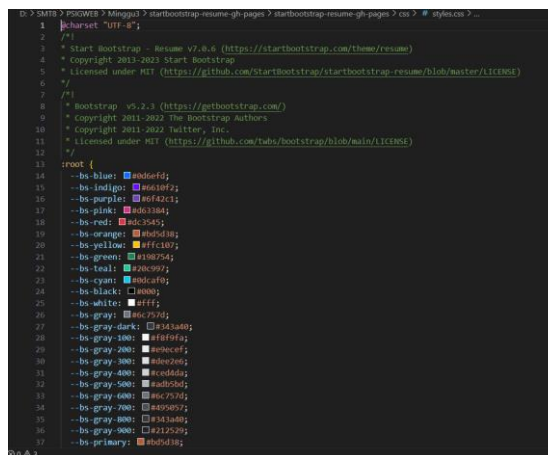 D: > SMT8 > PSIGWEB > Minggu3 > startbootstrap-resume-gh-pages > startbootstrap-resume-gh-pages > css > # styles.css > ...
1 @charset "UTF-8";
2 /*!
3 * Start Bootstrap - Resume v7.0.6 (https://startbootstrap.com/theme/resume)
4 * Copyright 2013-2023 Start Bootstrap
5 * Licensed under MIT (https://github.com/StartBootstrap/startbootstrap-resume/blob/master/LICENSE)
6 */
7 /*!
8 * Bootstrap v5.2.3 (https://getbootstrap.com/)
9 * Copyright 2011-2022 The Bootstrap Authors
10 * Copyright 2011-2022 Twitter, Inc.
11 * Licensed under MIT (https://github.com/twbs/bootstrap/blob/main/LICENSE)
12 */
13 :root {
14 --bs-blue: #0d6efd;
15 --bs-indigo: #6610f2;
16 --bs-purple: #6f42c1;
17 --bs-pink: #d63384;
18 --bs-red: #dc3545;
19 --bs-orange: #bd5d38;
20 --bs-yellow: #ffc107;
21 --bs-green: #198754;
22 --bs-teal: #20c997;
23 --bs-cyan: #0dcaf0;
24 --bs-black: #000;
25 --bs-white: #fff;
26 --bs-gray: #6c757d;
27 --bs-gray-dark: #343a40;
28 --bs-gray-100: #f8f9fa;
29 --bs-gray-200: #e9ecef;
30 --bs-gray-300: #dee2e6;
31 --bs-gray-400: #ced4da;
32 --bs-gray-500: #adb5bd;
33 --bs-gray-600: #6c757d;
34 --bs-gray-700: #495057;
35 --bs-gray-800: #343a40;
36 --bs-gray-900: #212529;
37 --bs-primary: #bd5d38;